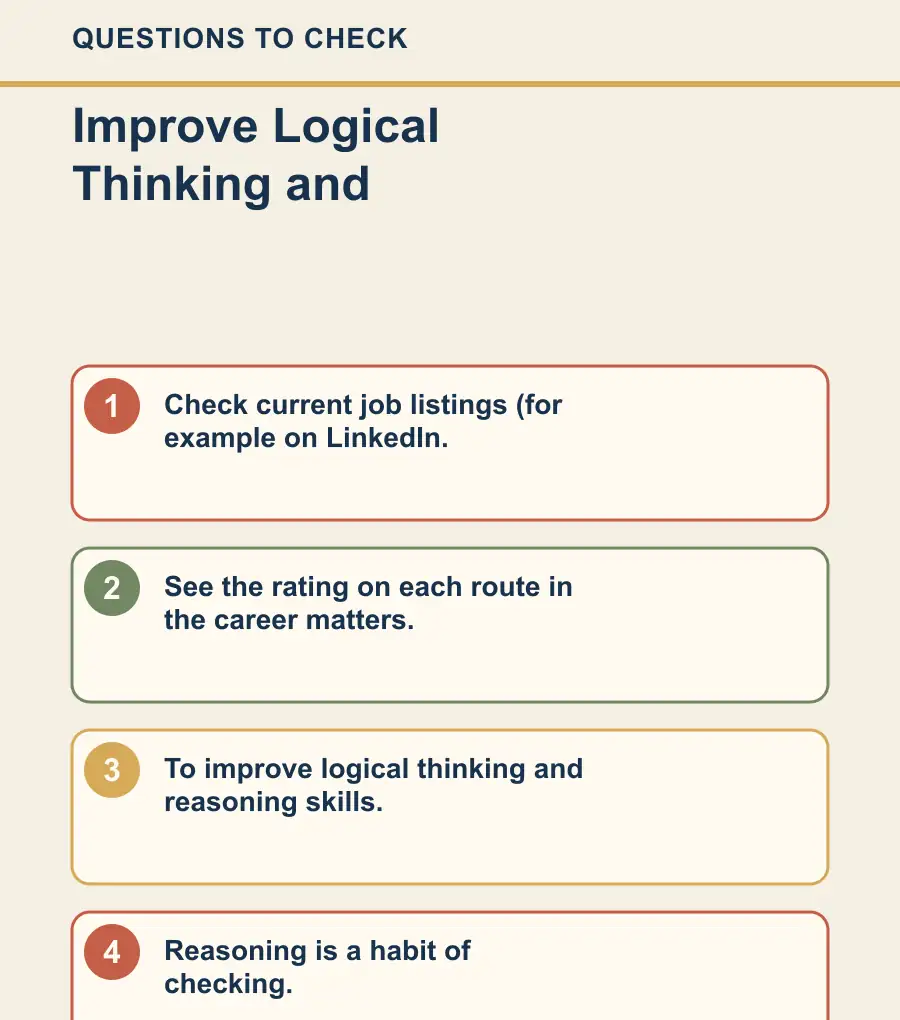 QUESTIONS TO CHECK
Improve Logical
Thinking and
1
Check current job listings (for
example on LinkedIn.
2
See the rating on each route in
the career matters.
3
To improve logical thinking and
reasoning skills.
4
Reasoning is a habit of
checking.